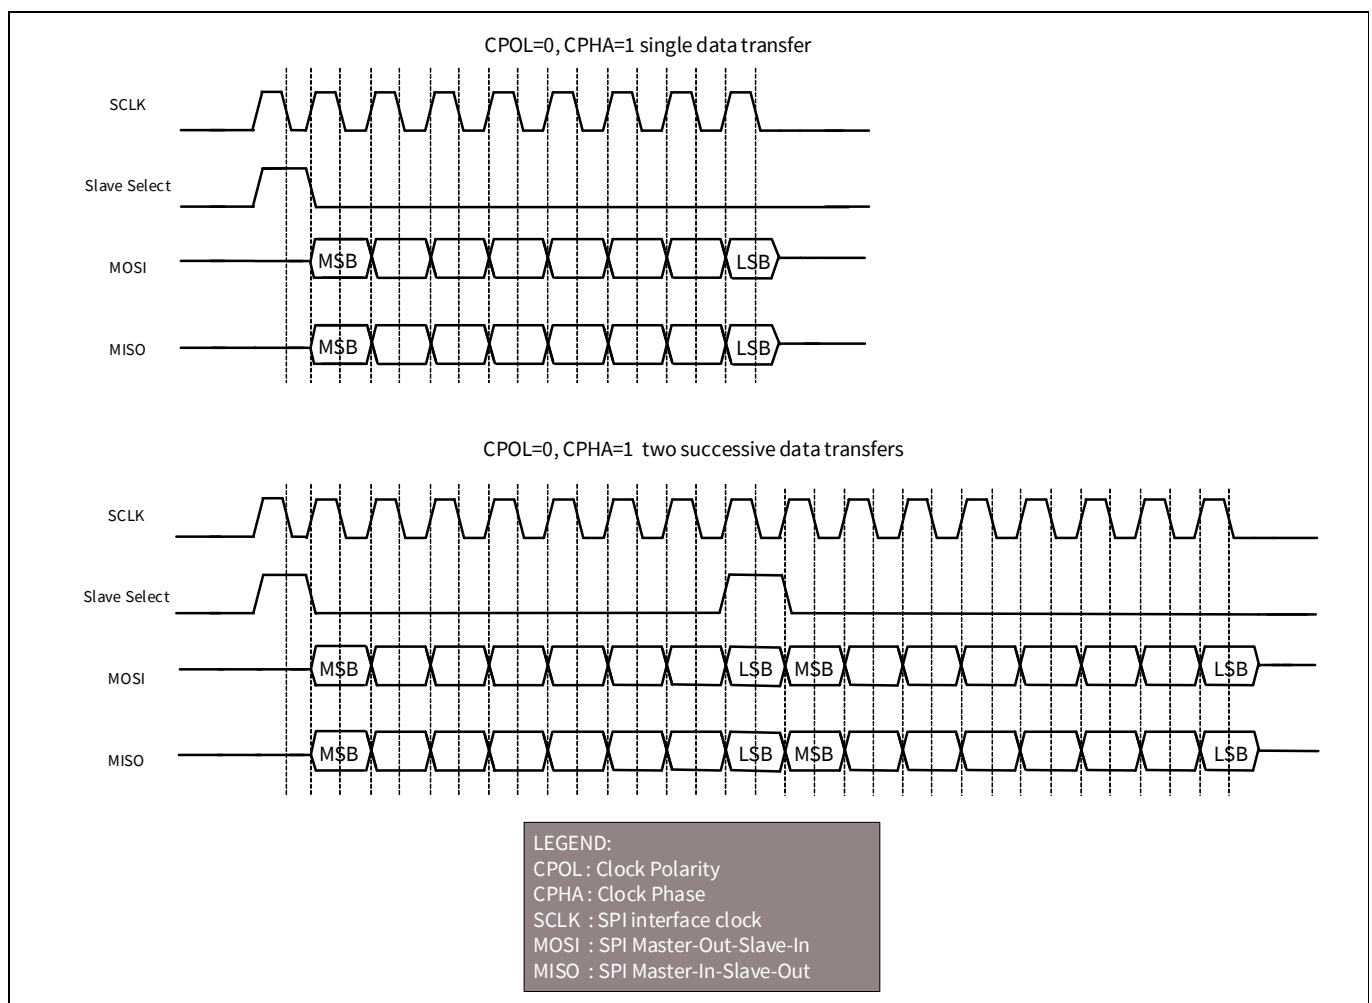 CPOL=0, CPHA=1 single data transfer
SCLK
Slave Select
MOSI
MSB
LSB
MISO
MSB
LSB
CPOL=0, CPHA=1 two successive data transfers
SCLK
Slave Select
MOSI
MSB
LSB
MSB
LSB
MISO
MSB
LSB
MSB
LSB
LEGEND:
CPOL : Clock Polarity
CPHA : Clock Phase
SCLK : SPI interface clock
MOSI : SPI Master-Out-Slave-In
MISO : SPI Master-In-Slave-Out